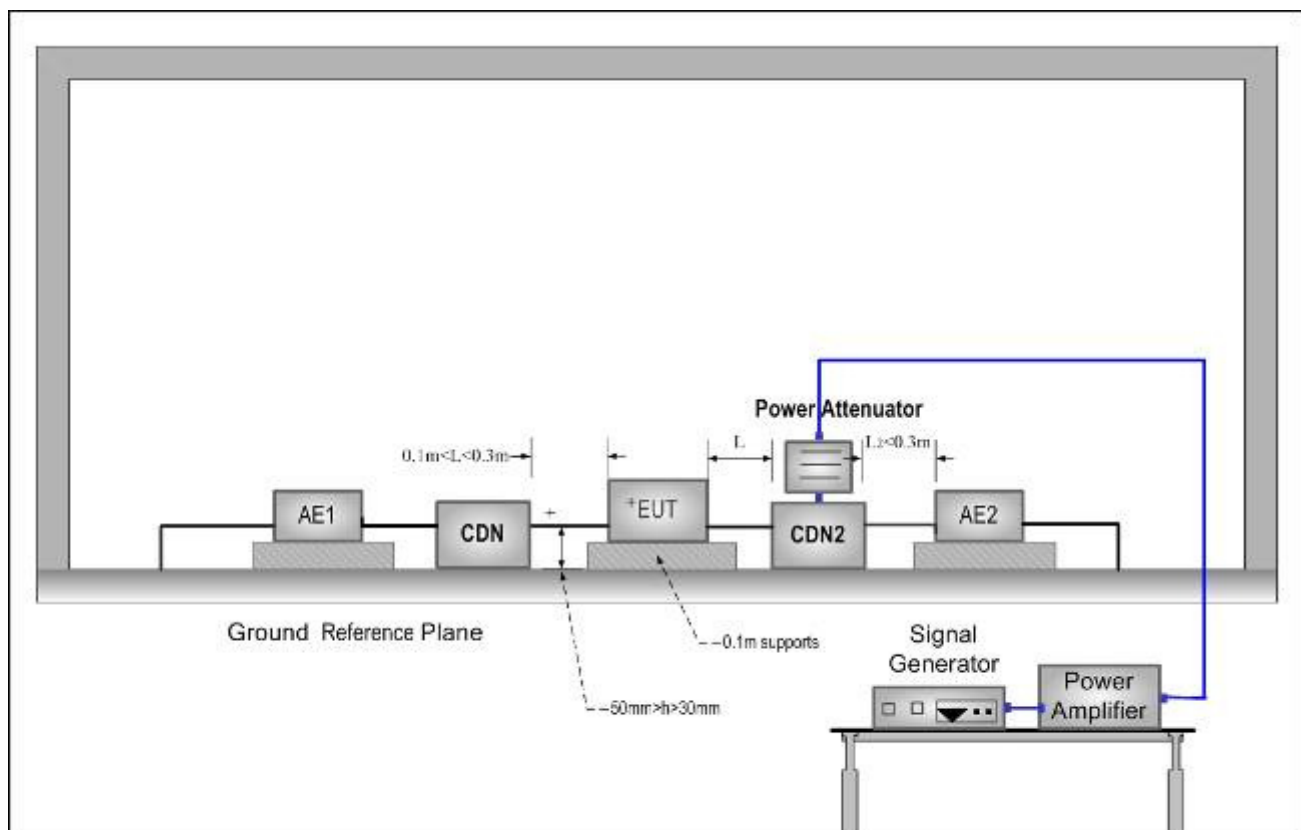 Power Attenuator
0.1m<L<0.3m
L
L2<0.3m
AE1
CDN
+
+EUT
CDN2
AE2
Ground Reference Plane
0.1m supports
50mm>h>30mm
Signal
Generator
Power
Amplifier